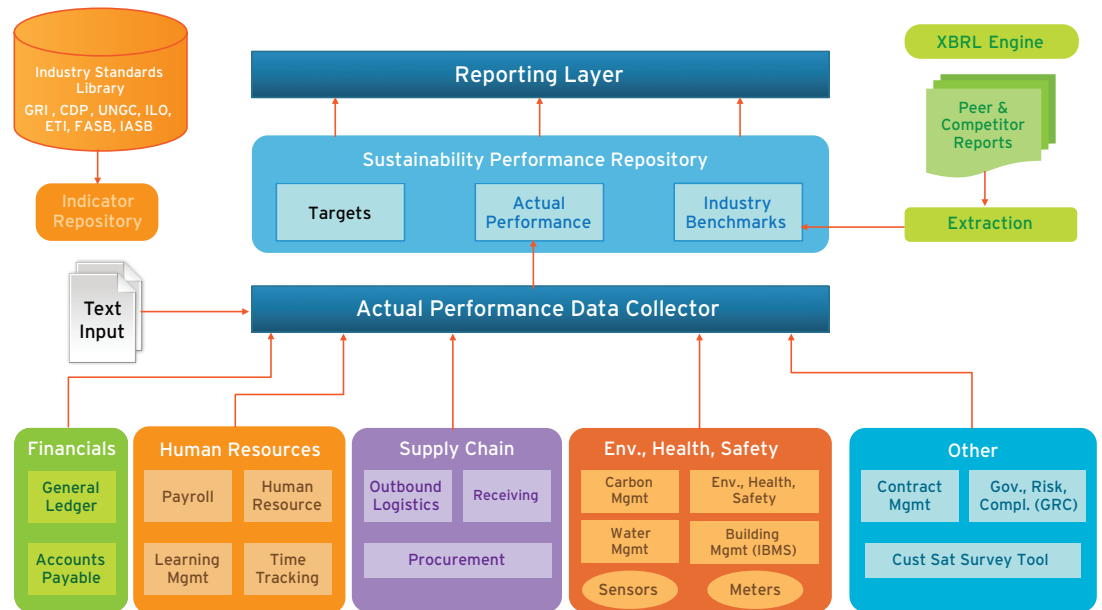 Industry Standards
Library
GRI , CDP , UNGC, ILO,
ETI, FASB, IASB
Indicator
Repository
Reporting Layer
XBRL Engine
Peer &
Competitor
Reports
Extraction
Sustainability Performance Repository
Targets
Actual
Performance
Industry
Benchmarks
Text
Input
Actual Performance Data Collector
Financials
General
Ledger
Accounts
Payable
Human Resources
Payroll
Human
Resource
Learning
Mgmt
Time
Tracking
Supply Chain
Outbound
Logistics
Receiving
Procurement
Env., Health, Safety
Carbon
Mgmt
Env., Health,
Safety
Water
Mgmt
Building
Mgmt (IBMS)
Sensors
Meters
Other
Contract
Mgmt
Gov., Risk,
Compl. (GRC)
Cust Sat Survey Tool